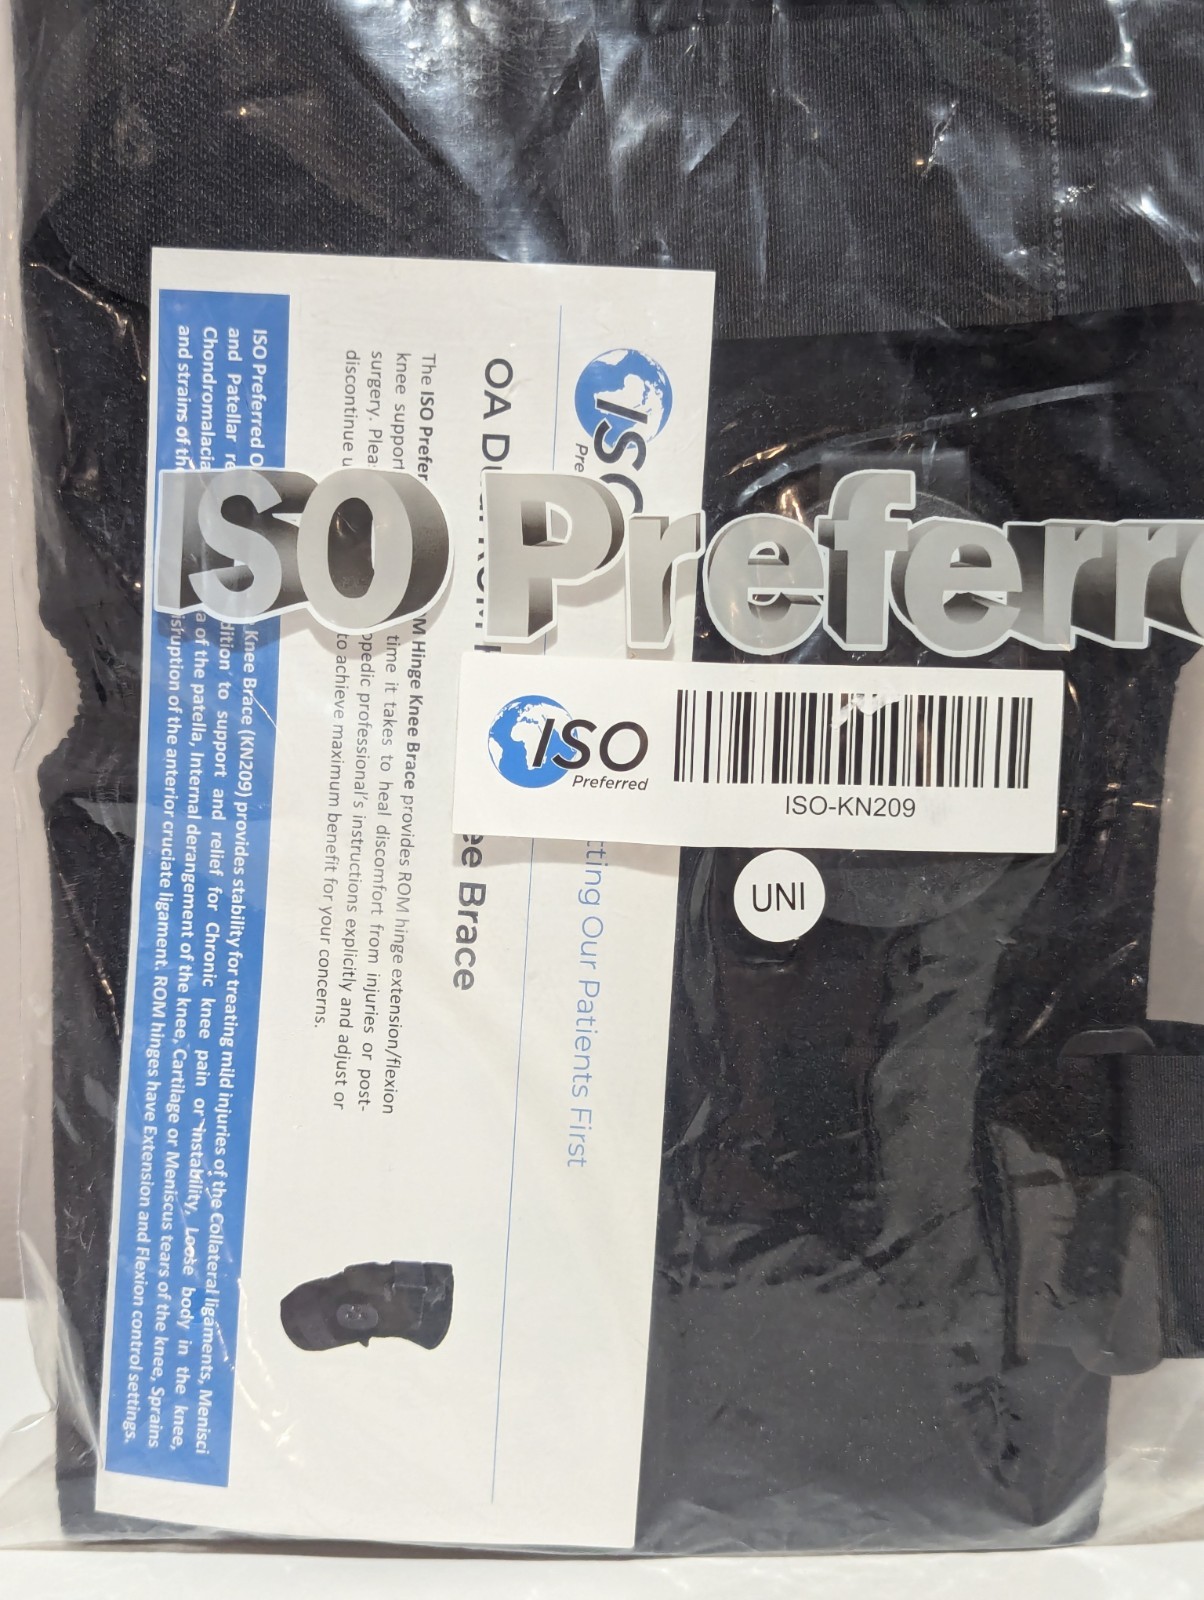 ISO Preferr
ISO
Preferred
ISO-KN209
UNI
ISO
Pre
cting Our Patients First
OA Du
ee Brace
The ISO Prefer
M Hinge Knee Brace provides ROM hinge extension/flexion
knee support
time it takes to heal discomfort from injuries or post-
surgery. Plea
opedic professional's instructions explicitly and adjust or
discontinue u
to achieve maximum benefit for your concerns.
ISO Preferred O
Knee Brace (KN209) provides stability for treating mild injuries of the Collateral ligaments, Menisci
and Patellar re
dition to support and relief for Chronic knee pain or instability, Loose body in the knee,
Chondromalacia
a of the patella, Internal derangement of the knee, Cartilage or Meniscus tears of the knee, Sprains
and strains of th
isruption of the anterior cruciate ligament. ROM hinges have Extension and Flexion control settings.